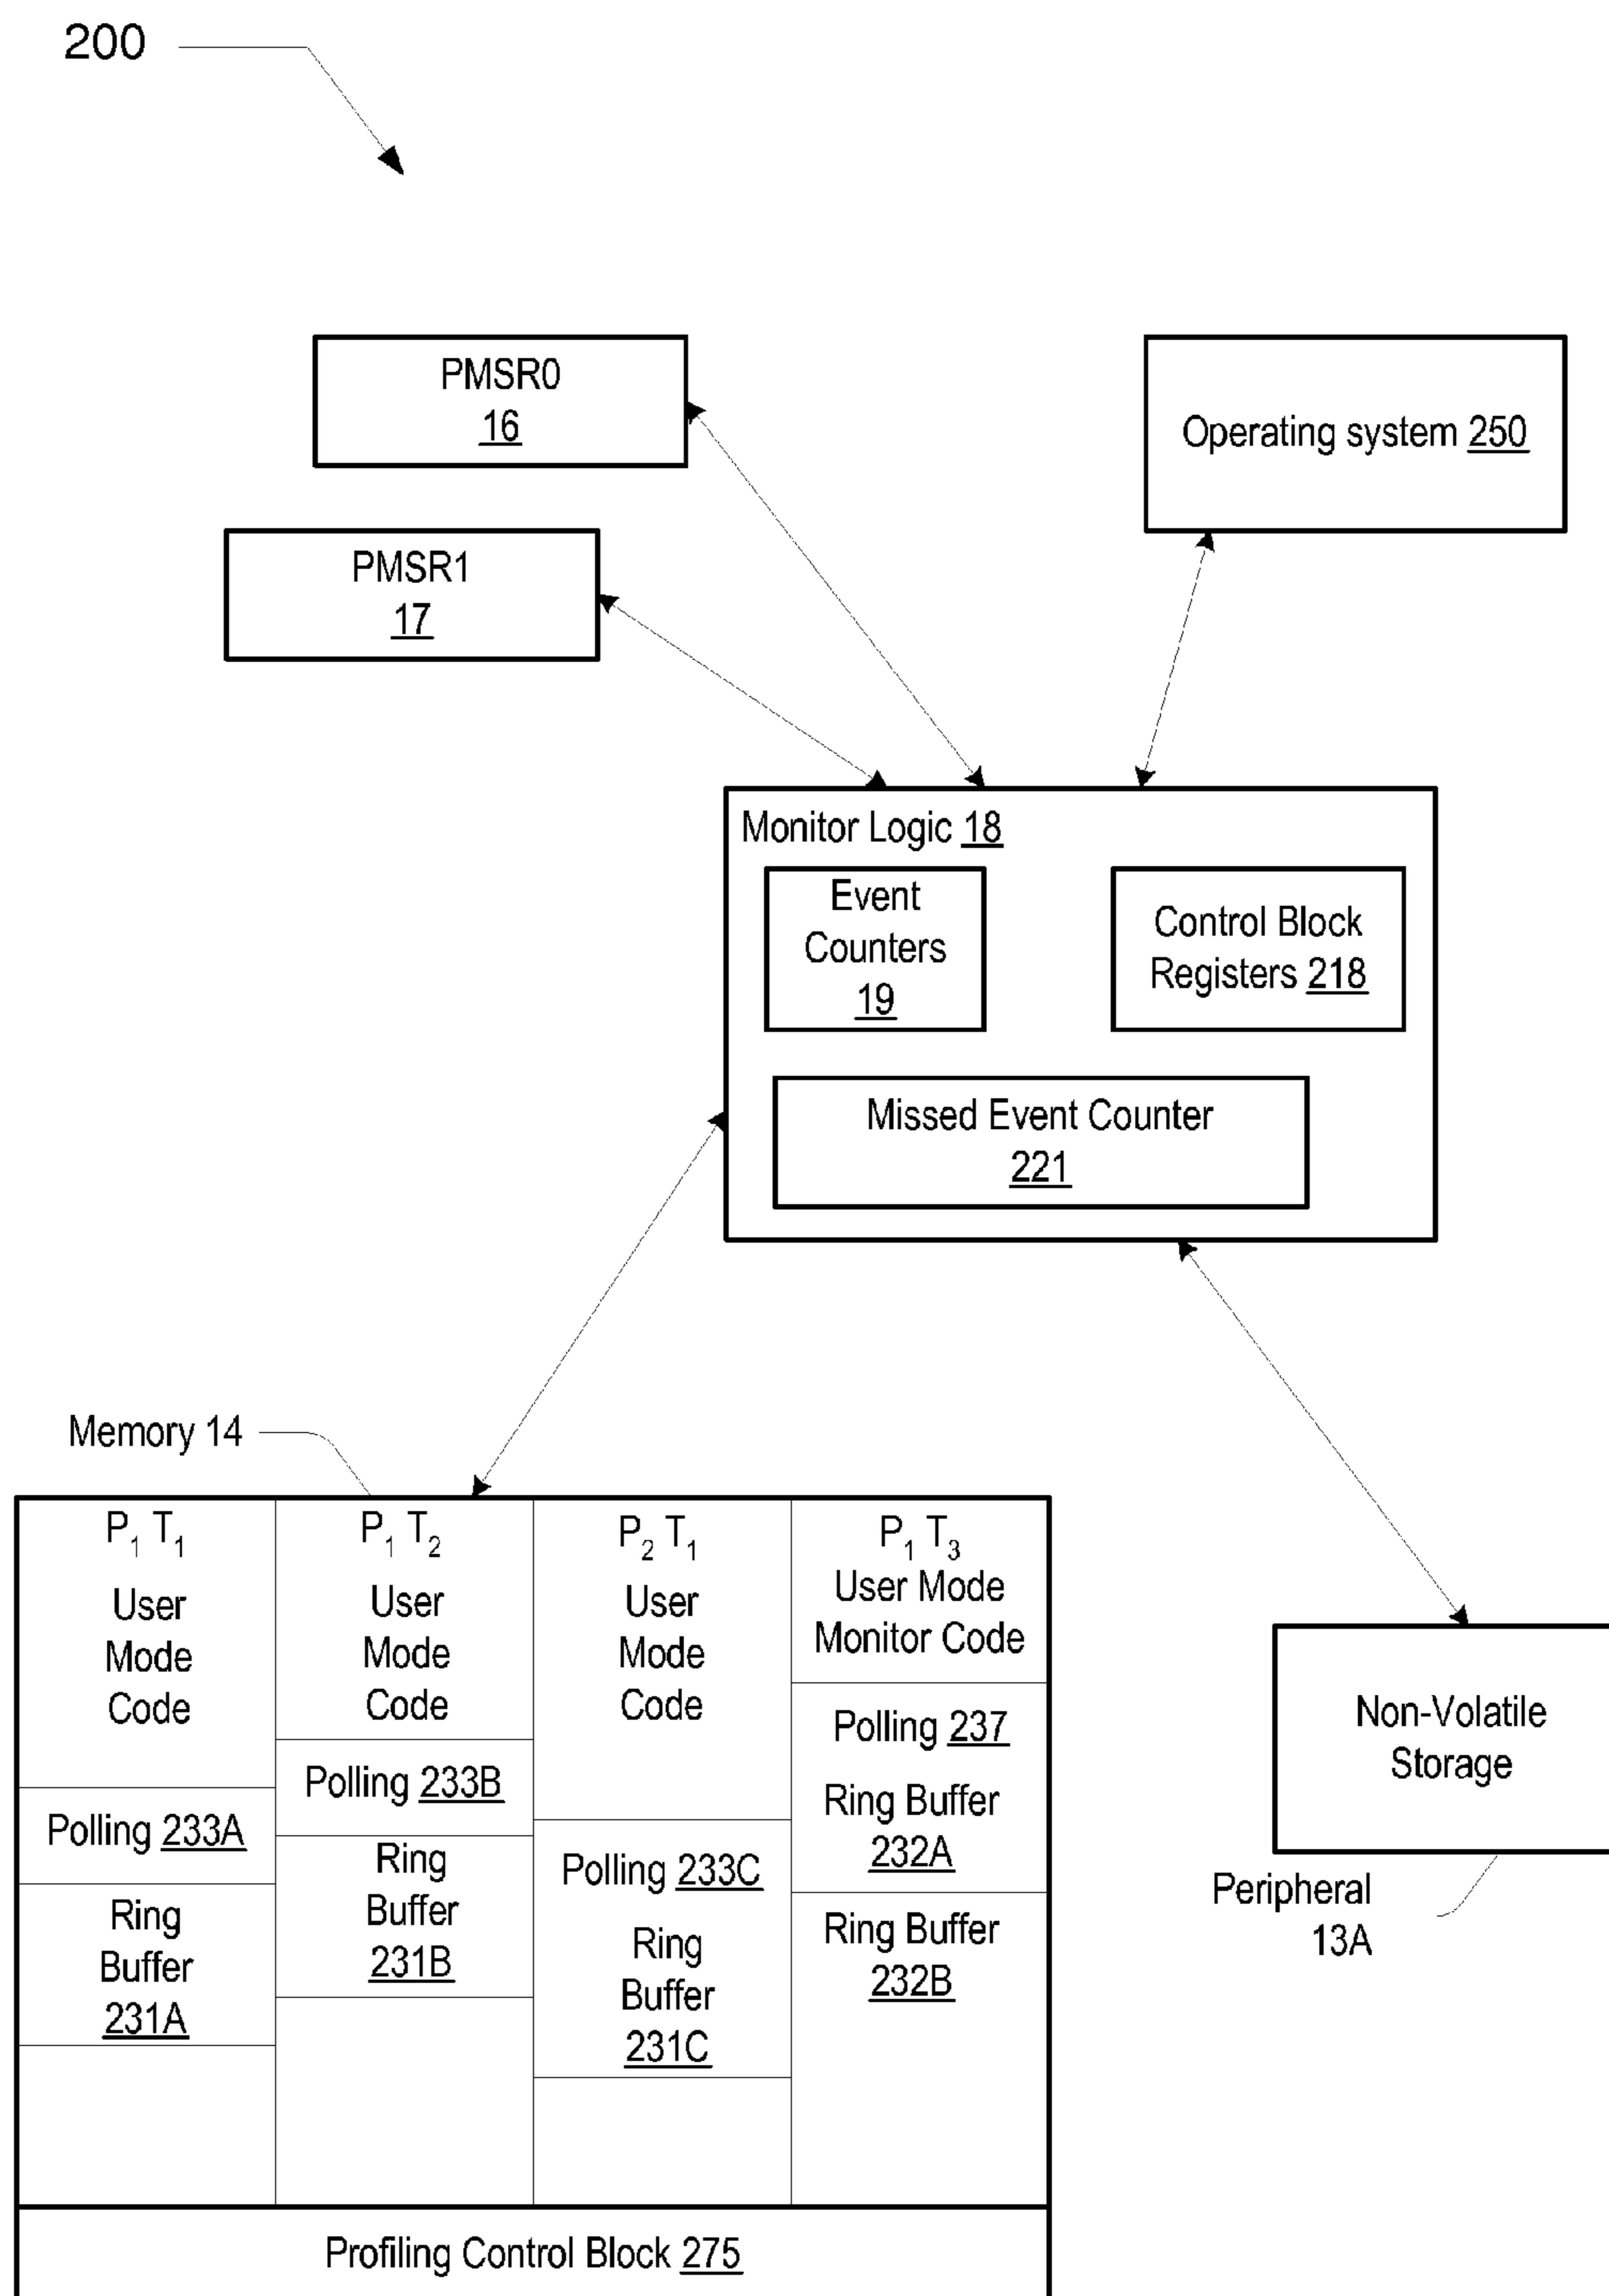 200
PMSR0
16
Operating system 250
PMSR1
17
Monitor Logic 18
Event
Counters
19
Control Block
Registers 218
Missed Event Counter
221
Memory 14
P₁ T₁
User
Mode
Code
Polling 233A
Ring
Buffer
231A
P₁ T₂
User
Mode
Code
Polling 233B
Ring
Buffer
231B
P₂ T₁
User
Mode
Code
Polling 233C
Ring
Buffer
231C
P₁ T₃
User Mode
Monitor Code
Polling 237
Ring Buffer
232A
Ring Buffer
232B
Non-Volatile
Storage
Peripheral
13A
Profiling Control Block 275